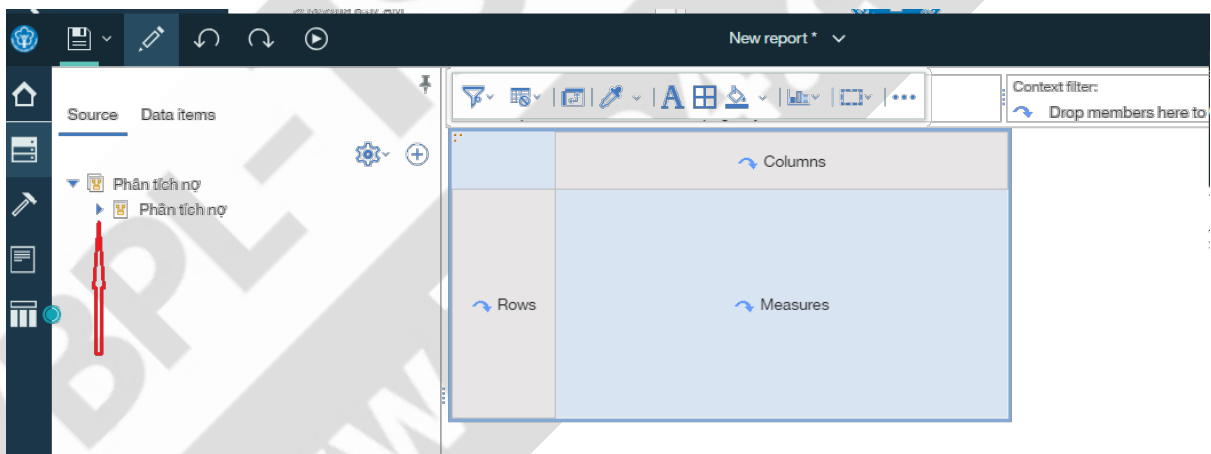 New report *
Source Data items
Context filter:
Drop members here to
Columns
Phân tích nợ
Phân tích nợ
Rows
Measures